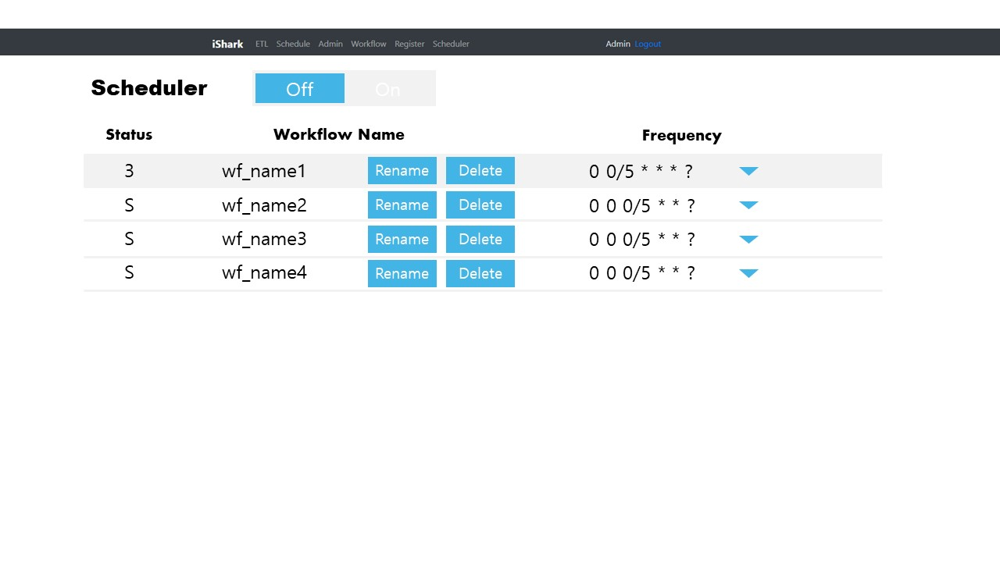 iShark ETL Schedule Admin Workflow Register Scheduler Admin Logout
Scheduler Off On
Status Workflow Name Frequency
3 wf_name1 Rename Delete 0 0/5 * * * ?
S wf_name2 Rename Delete 0 0 0/5 * * ?
S wf_name3 Rename Delete 0 0 0/5 * * ?
S wf_name4 Rename Delete 0 0 0/5 * * ?